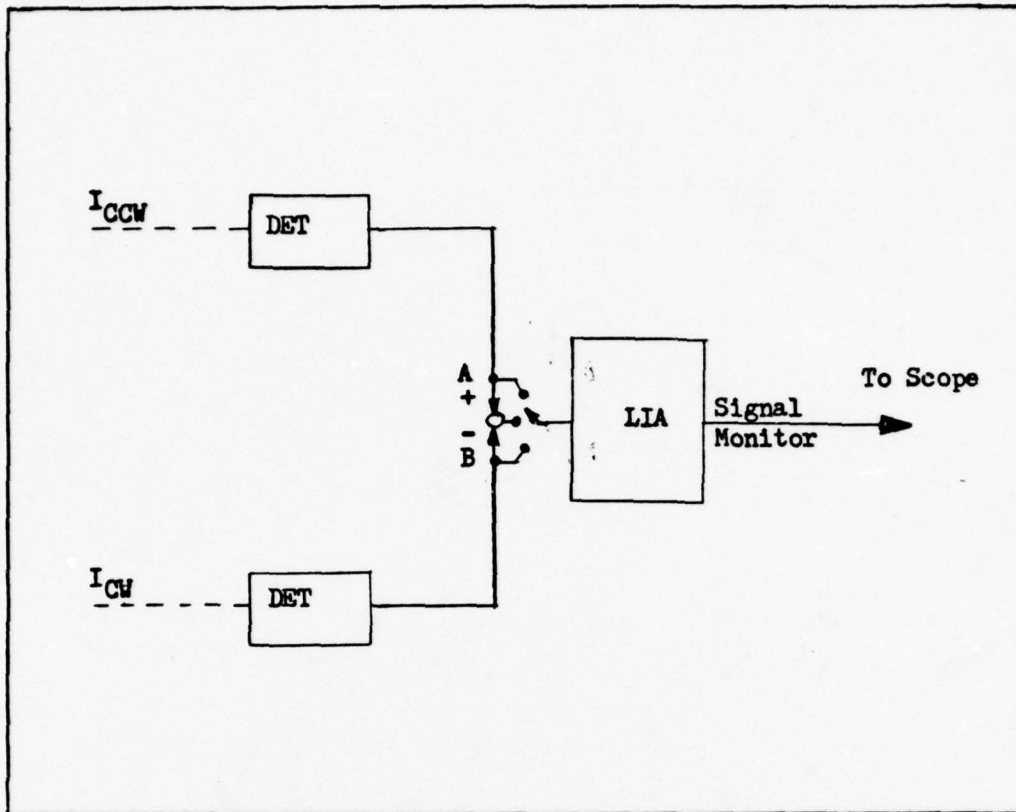 I_CCW
DET
A
+
-
B
LIA
Signal
Monitor
To Scope
I_CW
DET